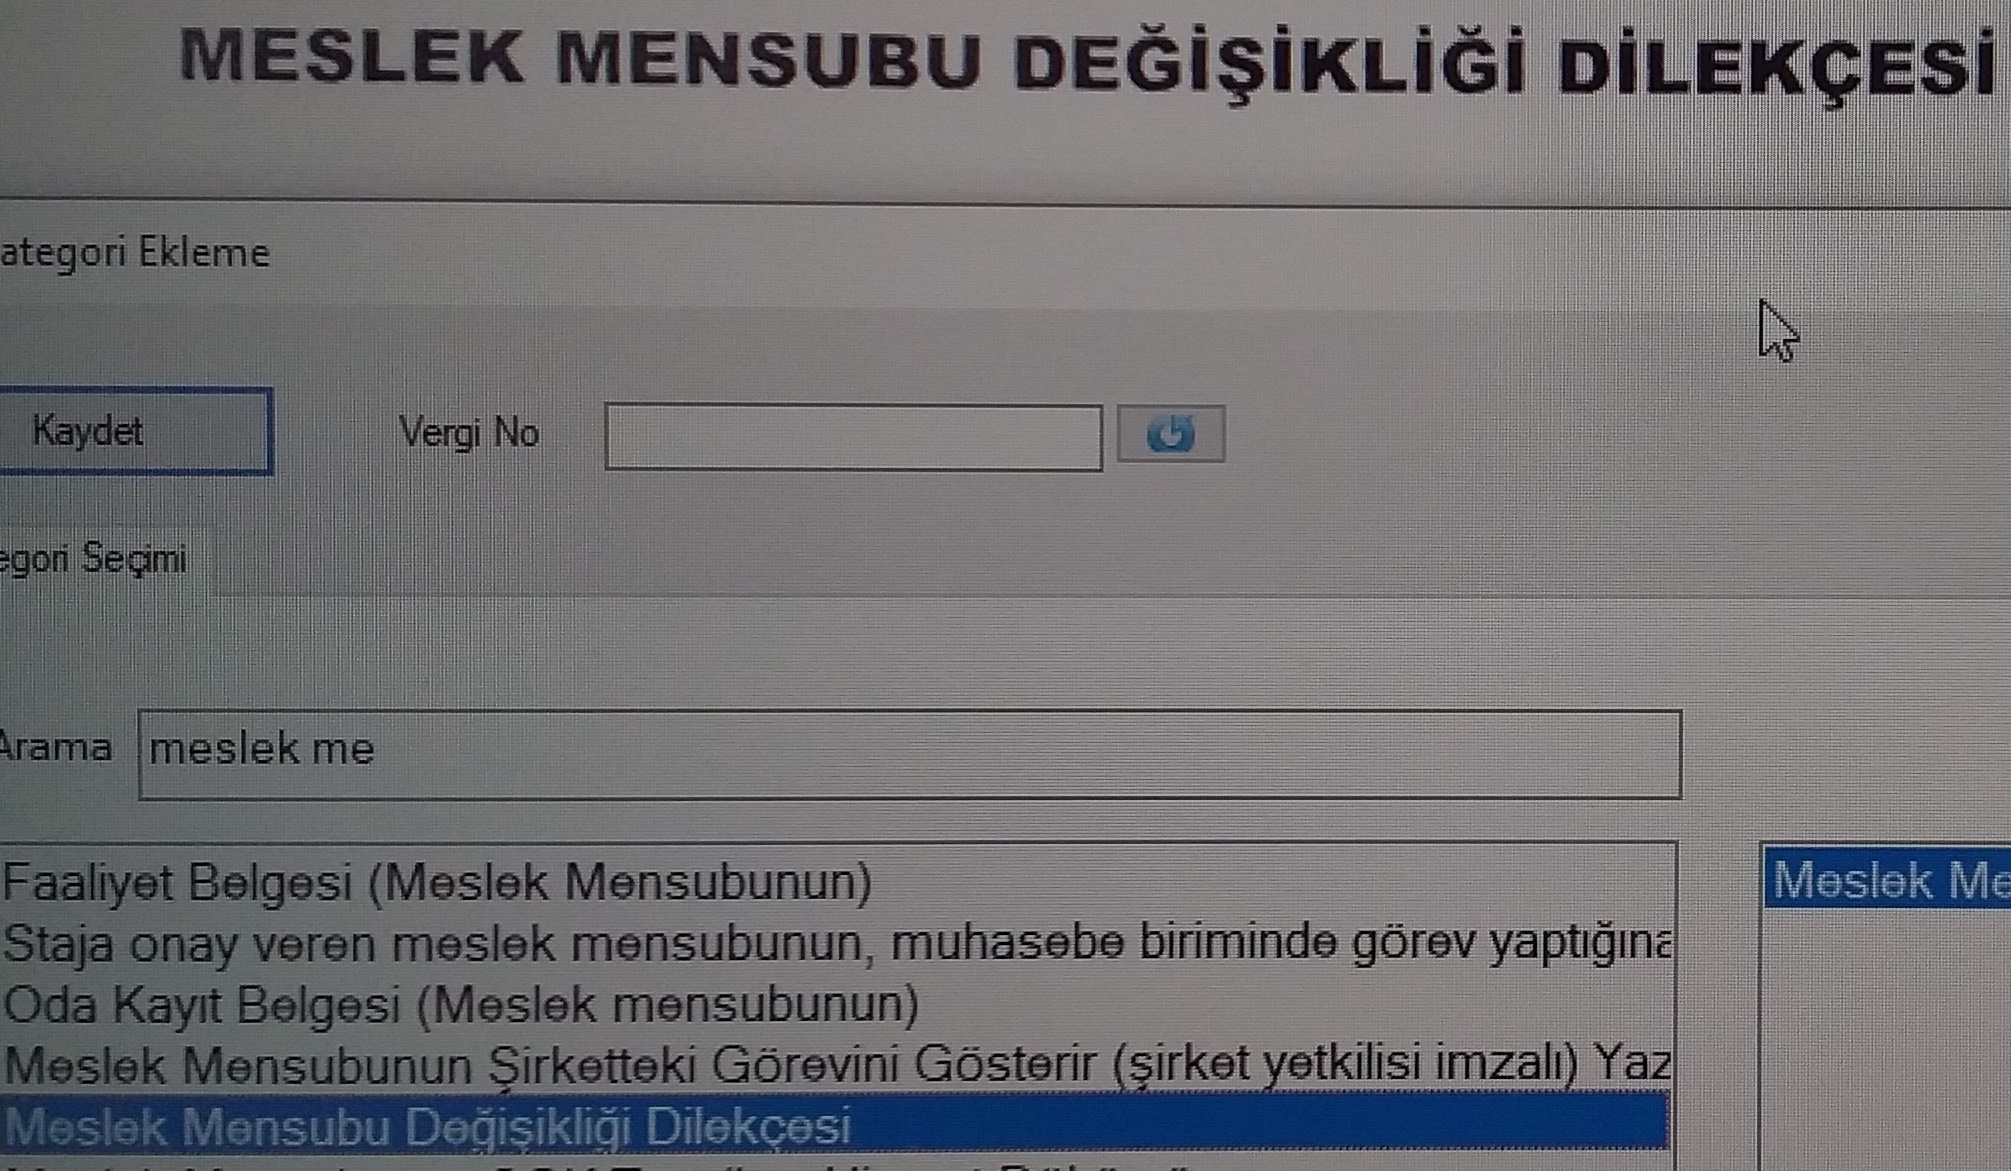 MESLEK MENSUBU DEĞİŞİKLİĞİ DİLEKÇESİ
ategori Ekleme
Kaydet
Vergi No
egori Seçimi
Arama
meslek me
Faaliyet Belgesi (Meslek Mensubunun)
Staja onay veren meslek mensubunun, muhasebe biriminde görev yaptığına
Oda Kayıt Belgesi (Meslek mensubunun)
Meslek Mensubunun Şirketteki Görevini Gösterir (şirket yetkilisi imzalı) Yaz
Meslek Mensubu Değişikliği Dilekçesi
Meslek Me